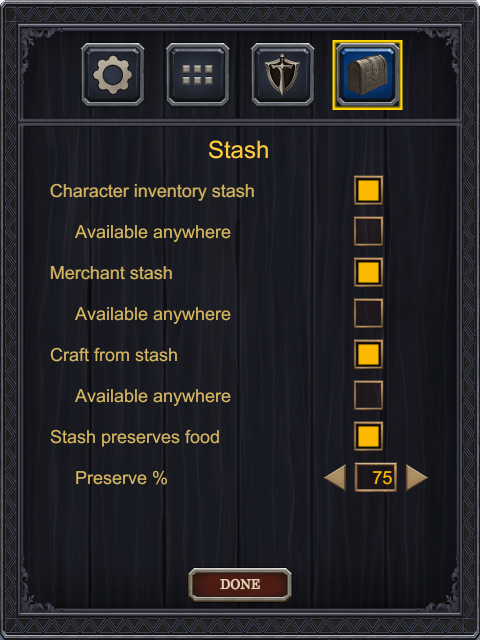 Stash
Character inventory stash
Available anywhere
Merchant stash
Available anywhere
Craft from stash
Available anywhere
Stash preserves food
Preserve % 75
DONE